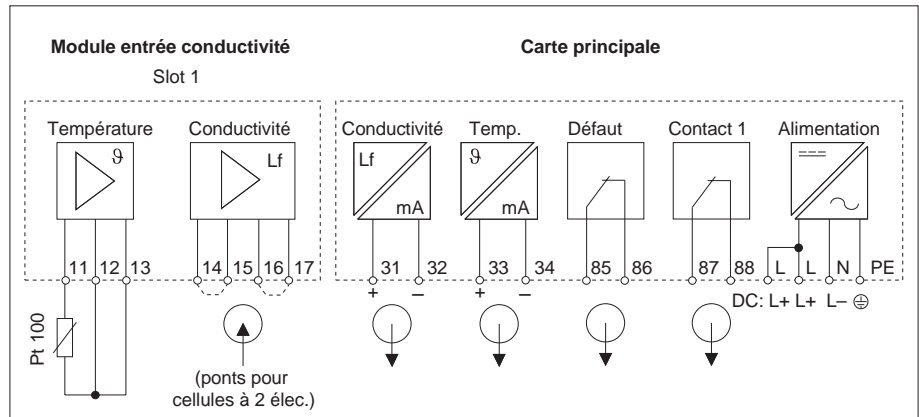 Module entrée conductivité
Carte principale
Slot 1
Température
Conductivité
Conductivité
Temp.
Défaut
Contact 1
Alimentation
ϑ
Lf
Lf
mA
ϑ
mA
11 12 13
14 15 16 17
31 32
33 34
85 86
87 88
L L N PE
+ –
+ –
DC: L+ L+ L–
Pt 100
(ponts pour
cellules à 2 élec.)